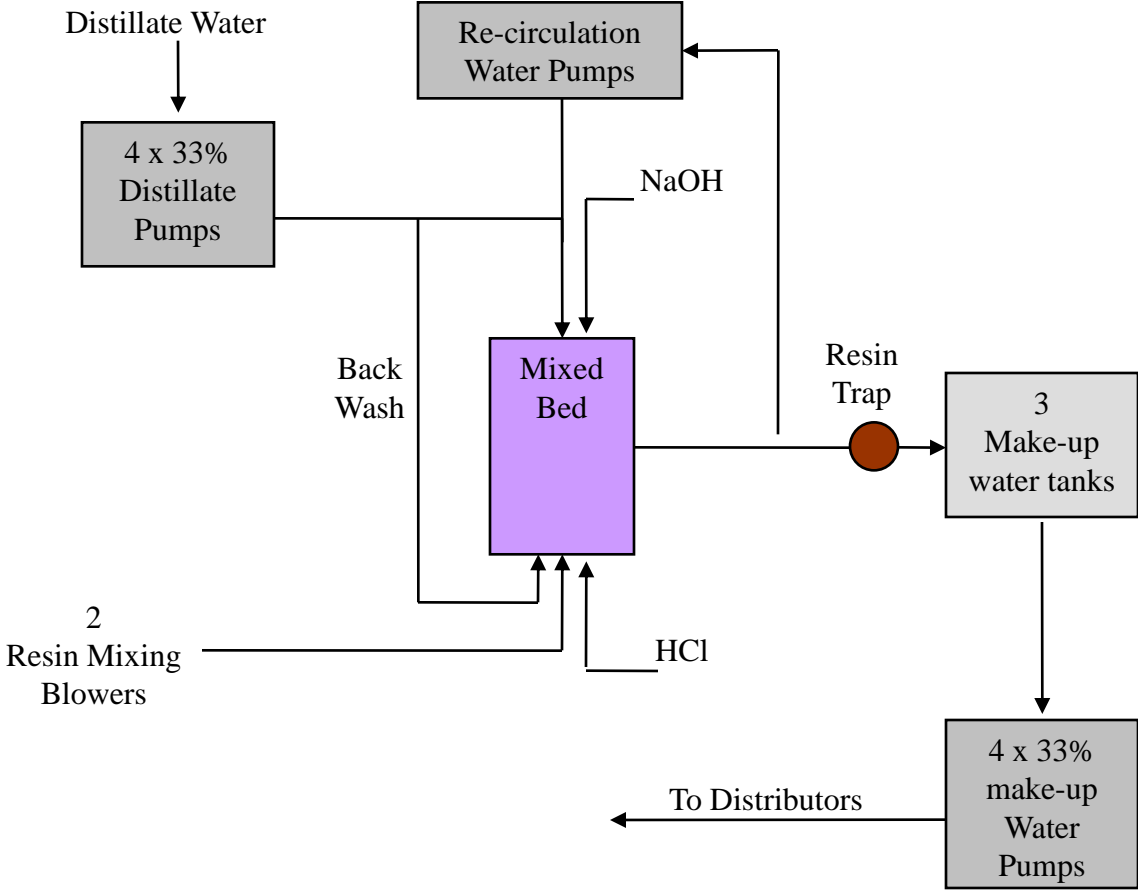 Distillate Water
Re-circulation
Water Pumps
4 x 33%
Distillate
Pumps
NaOH
Back
Wash
Mixed
Bed
Resin
Trap
3
Make-up
water tanks
2
Resin Mixing
Blowers
HCl
4 x 33%
make-up
Water
Pumps
To Distributors